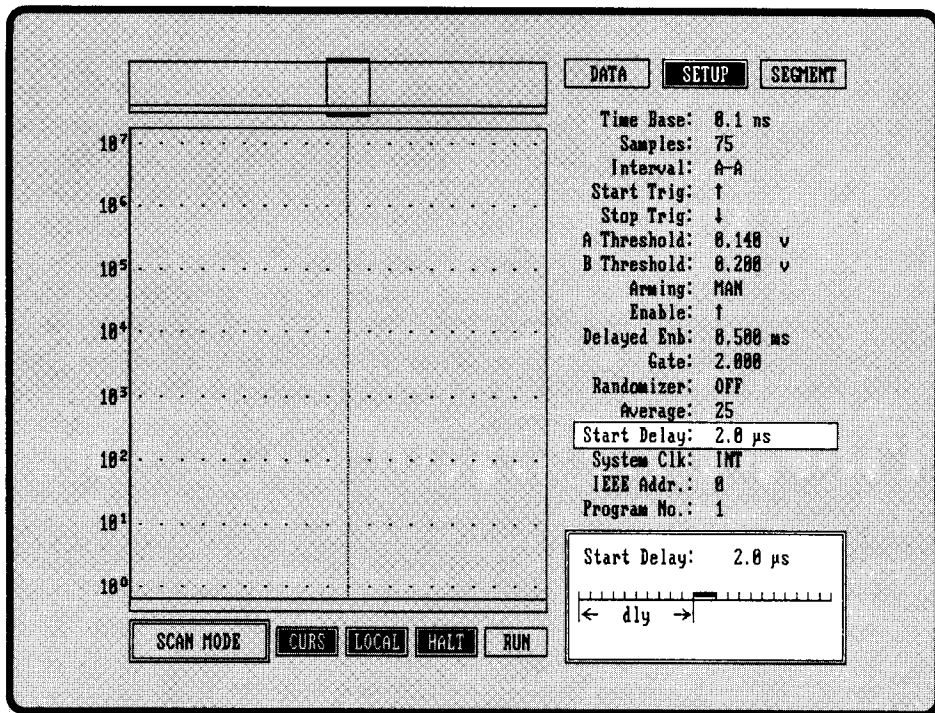 DATA SETUP SEGMENT
Time Base: 0.1 ns
Samples: 75
Interval: A-A
Start Trig: ↑
Stop Trig: ↓
A Threshold: 0.140 v
B Threshold: 0.200 v
Arming: MAN
Enable: ↑
Delayed Enb: 0.500 ms
Gate: 2.000
Randomizer: OFF
Average: 25
Start Delay: 2.0 µs
System Clk: INT
IEEE Addr.: 0
Program No.: 1
Start Delay: 2.0 µs
← dly →
10⁷
10⁶
10⁵
10⁴
10³
10²
10¹
10⁰
SCAN MODE CURS LOCAL HALT RUN